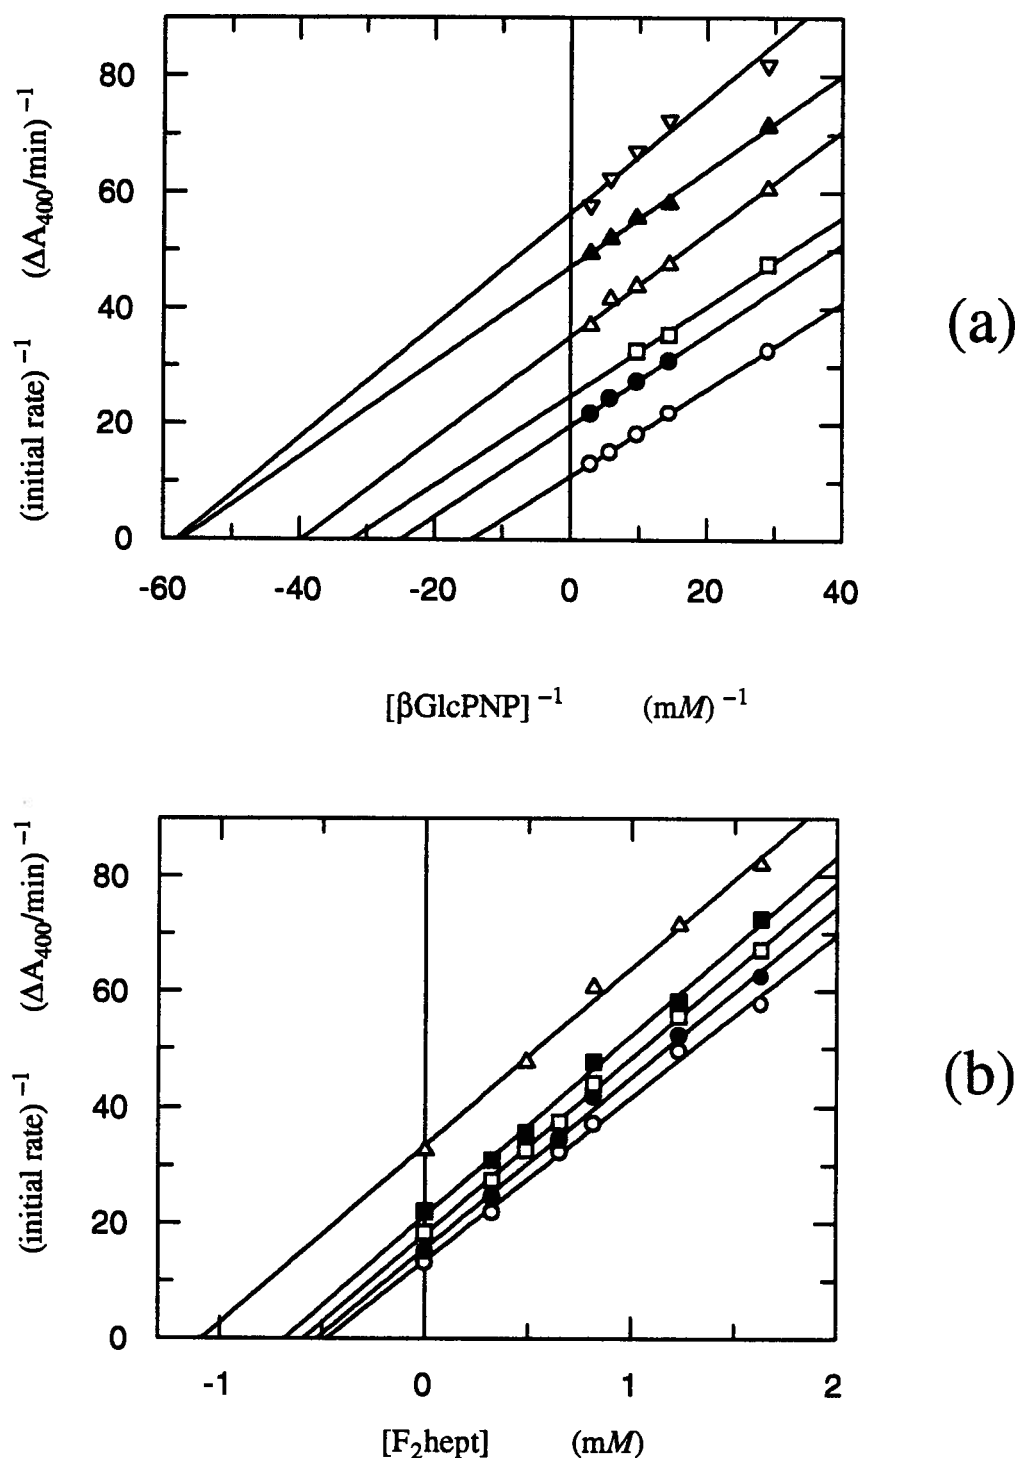 (initial rate)⁻¹ (ΔA₄₀₀/min)⁻¹
80
60
40
20
0
-60 -40 -20 0 20 40
[βGlcPNP]⁻¹ (mM)⁻¹
(a)
(initial rate)⁻¹ (ΔA₄₀₀/min)⁻¹
80
60
40
20
0
-1 0 1 2
[F₂hept] (mM)
(b)